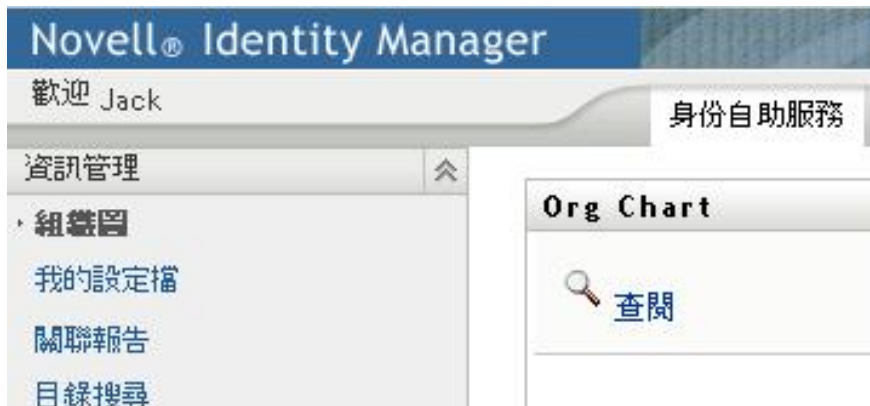 Novell® Identity Manager
歡迎 Jack
身份自助服務
資訊管理
組織圖
我的設定檔
關聯報告
目錄搜尋
Org Chart
查閱